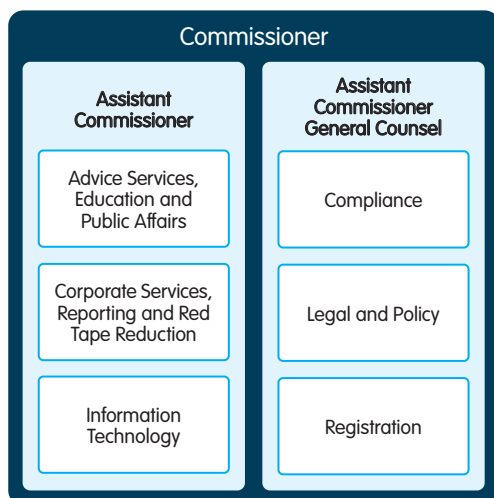 Commissioner
Assistant
Commissioner
Advice Services,
Education and
Public Affairs
Corporate Services,
Reporting and Red
Tape Reduction
Information
Technology
Assistant
Commissioner
General Counsel
Compliance
Legal and Policy
Registration